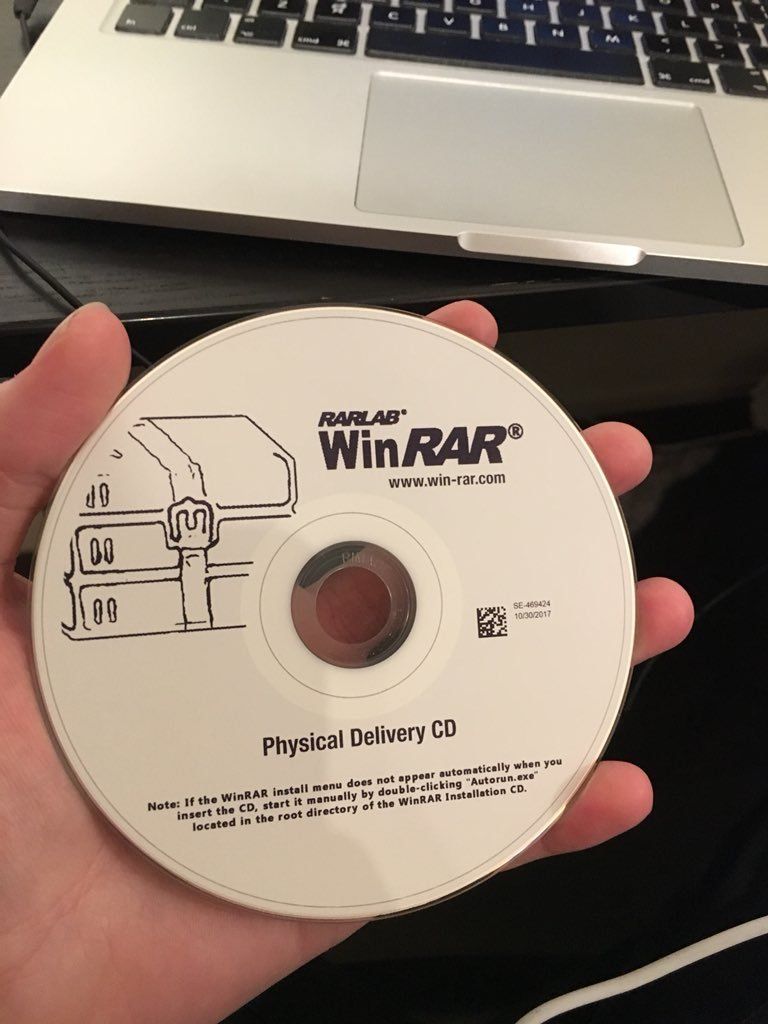 fn ctrl cmd ⌘
Z C V B N M ⌘ cmd
RARLAB®
WinRAR®
www.win-rar.com
SE-469424
10/30/2017
Physical Delivery CD
Note: If the WinRAR install menu does not appear automatically when you
insert the CD, start it manually by double-clicking "Autorun.exe"
located in the root directory of the WinRAR Installation CD.